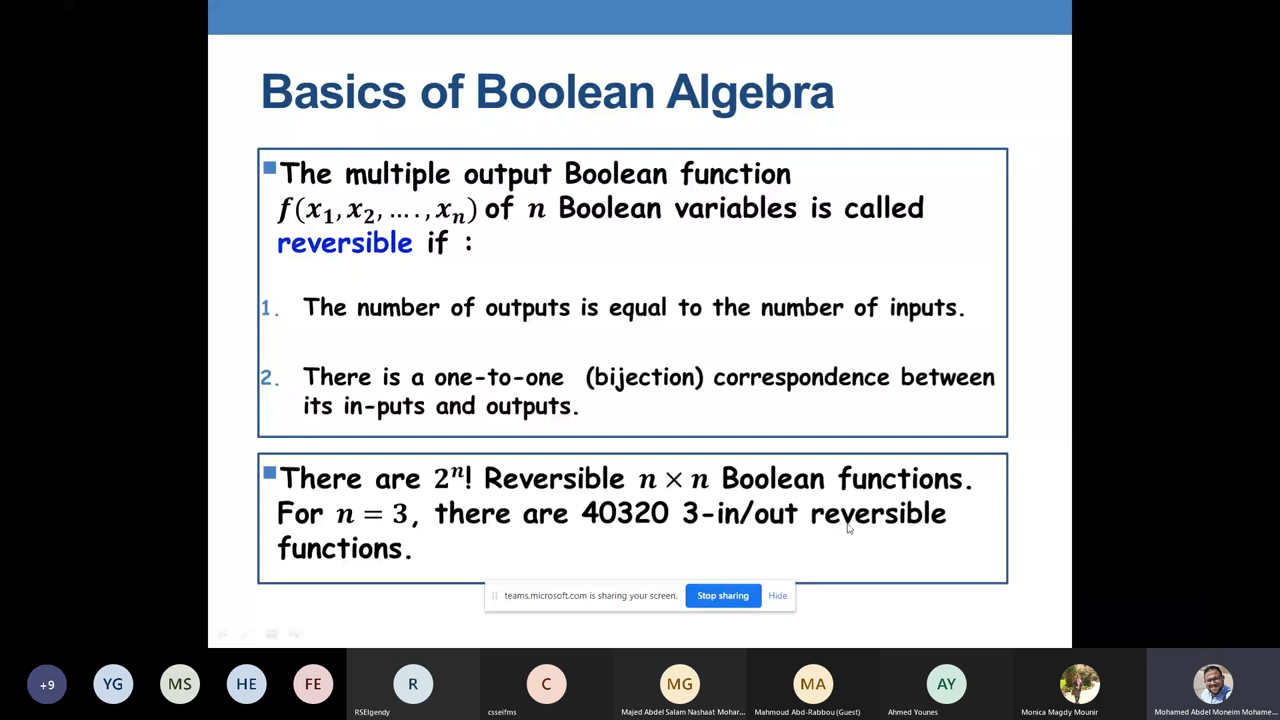 Basics of Boolean Algebra
The multiple output Boolean function
f(x₁, x₂, … . , xₙ) of n Boolean variables is called
reversible if :
1. The number of outputs is equal to the number of inputs.
2. There is a one-to-one (bijection) correspondence between
its in-puts and outputs.
There are 2ⁿ! Reversible n × n Boolean functions.
For n = 3, there are 40320 3-in/out reversible
functions.
teams.microsoft.com is sharing your screen. Stop sharing Hide
+9 YG MS HE FE R C MG MA AY
RSElgendy csseifms Majed Abdel Salam Nashaat Mohar... Mahmoud Abd-Rabbou (Guest) Ahmed Younes Monica Magdy Mounir Mohamed Abdel Moneim Mohame...